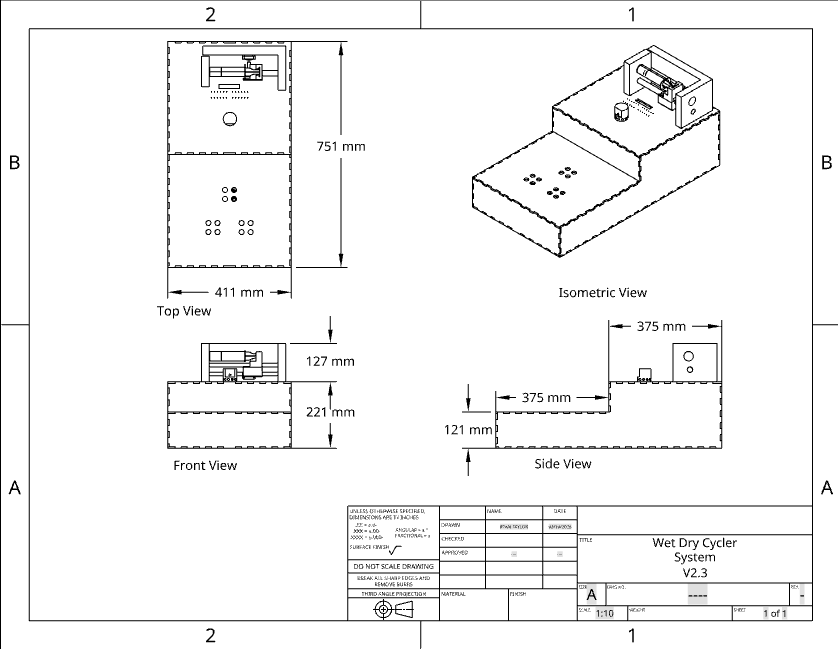 2
1
B
B
751 mm
411 mm
Top View
Isometric View
375 mm
127 mm
375 mm
221 mm
121 mm
Front View
Side View
A
A
UNLESS OTHERWISE SPECIFIED,
DIMENSIONS ARE IN INCHES
SURFACE FINISH
DO NOT SCALE DRAWING
BREAK ALL SHARP EDGES AND
REMOVE BURRS
THIRD ANGLE PROJECTION
NAME
DATE
DRAWN
CHECKED
APPROVED
MATERIAL
FINISH
TITLE
Wet Dry Cycler
System
V2.3
SIZE
A
DWG NO.
----
REV.
-
SCALE
1:10
WEIGHT
SHEET
1 of 1
2
1